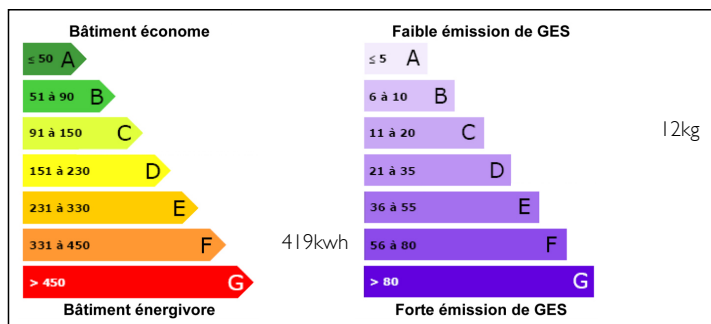 Bâtiment économe
≤ 50 A
51 à 90 B
91 à 150 C
151 à 230 D
231 à 330 E
331 à 450 F
419kwh
> 450 G
Bâtiment énergivore
Faible émission de GES
≤ 5 A
6 à 10 B
11 à 20 C
12kg
21 à 35 D
36 à 55 E
56 à 80 F
> 80 G
Forte émission de GES